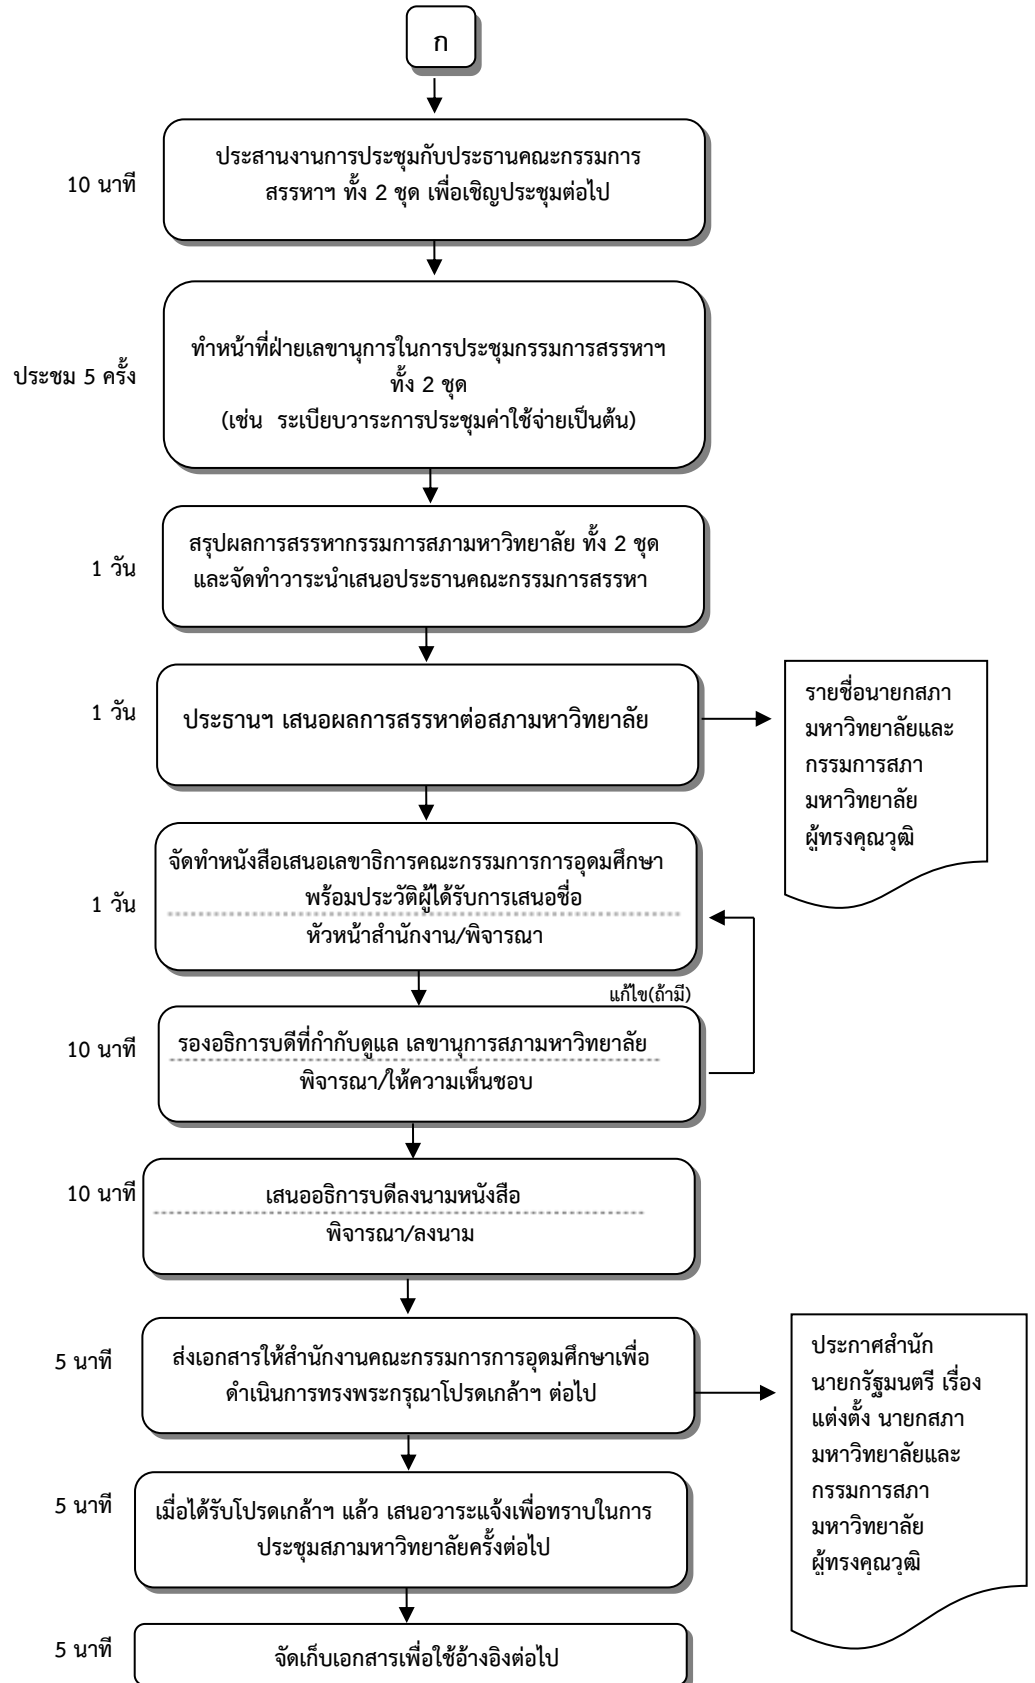 ก
10 นาที
ประสานงานการประชุมกับประธานคณะกรรมการ
สรรหาฯ ทั้ง 2 ชุด เพื่อเชิญประชุมต่อไป
ประชม 5 ครั้ง
ทำหน้าที่ฝ่ายเลขานุการในการประชุมกรรมการสรรหาฯ
ทั้ง 2 ชุด
(เช่น ระเบียบวาระการประชุมค่าใช้จ่ายเป็นต้น)
1 วัน
สรุปผลการสรรหากรรมการสภามหาวิทยาลัย ทั้ง 2 ชุด
และจัดทำวาระนำเสนอประธานคณะกรรมการสรรหา
1 วัน
ประธานฯ เสนอผลการสรรหาต่อสภามหาวิทยาลัย
รายชื่อนายกสภา
มหาวิทยาลัยและ
กรรมการสภา
มหาวิทยาลัย
ผู้ทรงคุณวุฒิ
1 วัน
จัดทำหนังสือเสนอเลขาธิการคณะกรรมการการอุดมศึกษา
พร้อมประวัติผู้ได้รับการเสนอชื่อ
หัวหน้าสำนักงาน/พิจารณา
แก้ไข(ถ้ามี)
10 นาที
รองอธิการบดีที่กำกับดูแล เลขานุการสภามหาวิทยาลัย
พิจารณา/ให้ความเห็นชอบ
10 นาที
เสนออธิการบดีลงนามหนังสือ
พิจารณา/ลงนาม
5 นาที
ส่งเอกสารให้สำนักงานคณะกรรมการการอุดมศึกษาเพื่อ
ดำเนินการทรงพระกรุณาโปรดเกล้าฯ ต่อไป
ประกาศสำนัก
นายกรัฐมนตรี เรื่อง
แต่งตั้ง นายกสภา
มหาวิทยาลัยและ
กรรมการสภา
มหาวิทยาลัย
ผู้ทรงคุณวุฒิ
5 นาที
เมื่อได้รับโปรดเกล้าฯ แล้ว เสนอวาระแจ้งเพื่อทราบในการ
ประชุมสภามหาวิทยาลัยครั้งต่อไป
5 นาที
จัดเก็บเอกสารเพื่อใช้อ้างอิงต่อไป